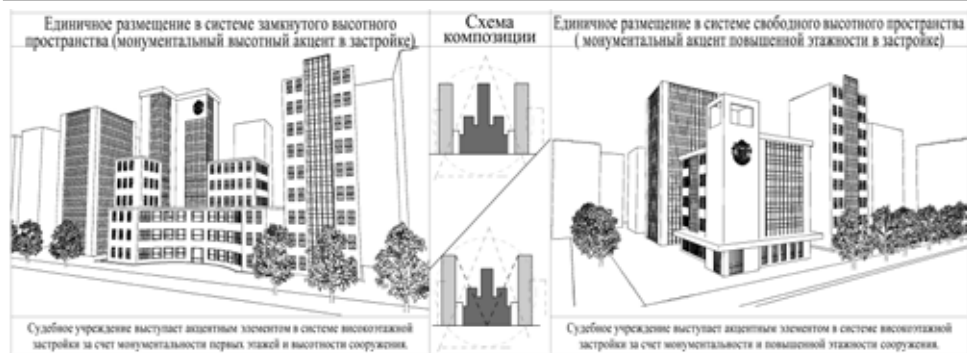 Единичное размещение в системе замкнутого высотного
пространства (монументальный высотный акцент в застройке)
Схема
композиции
Единичное размещение в системе свободного высотного пространства
( монументальный акцент повышенной этажности в застройке)
Судебное учреждение выступает акцентным элементом в системе високоэтажной
застройки за счет монументальности первых этажей и высотности сооружения.
Судебное учреждение выступает акцентным элементом в системе високоэтажной
застройки за счет монументальности и повышенной этажности сооружения.